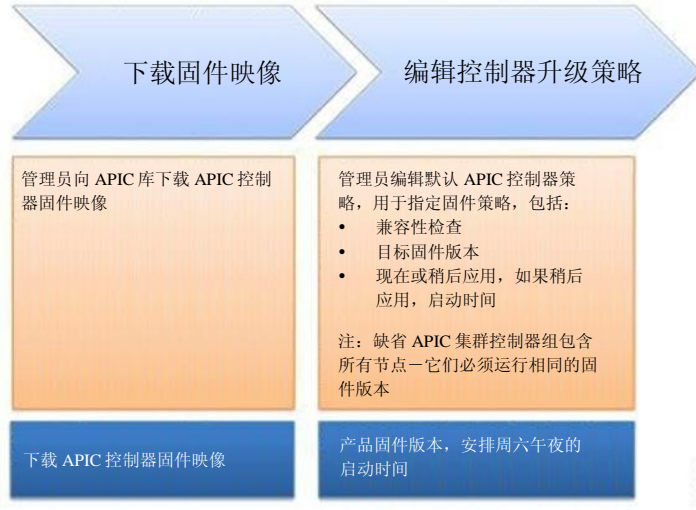 下载固件映像
编辑控制器升级策略
管理员向 APIC 库下载 APIC 控制
器固件映像
管理员编辑默认 APIC 控制器策
略，用于指定固件策略，包括：
• 兼容性检查
• 目标固件版本
• 现在或稍后应用，如果稍后
应用，启动时间
注：缺省 APIC 集群控制器组包含
所有节点－它们必须运行相同的固
件版本
下载 APIC 控制器固件映像
产品固件版本，安排周六午夜的
启动时间